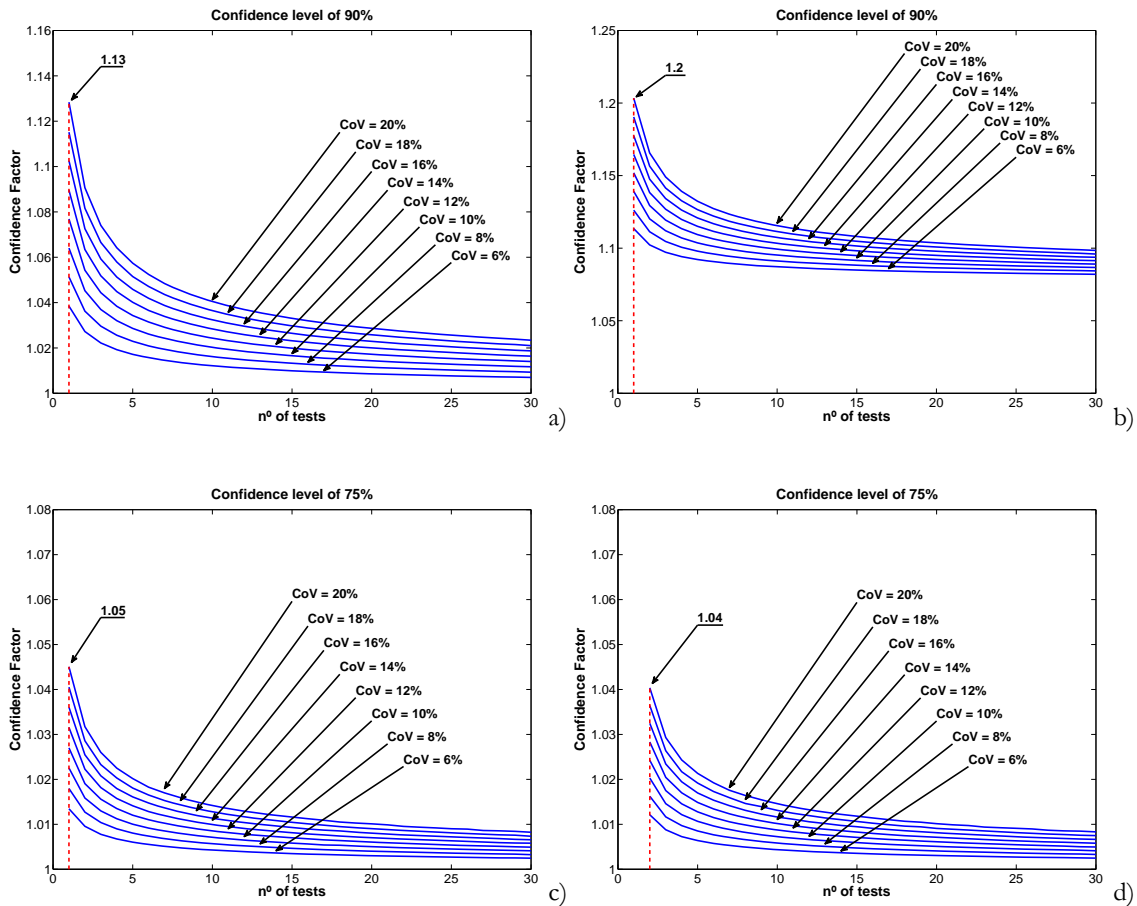 Confidence level of 90%
1.16
1.14
1.12
1.1
1.08
1.06
1.04
1.02
1
0
5
10
15
20
25
30
Confidence Factor
nº of tests
1.13
CoV = 20%
CoV = 18%
CoV = 16%
CoV = 14%
CoV = 12%
CoV = 10%
CoV = 8%
CoV = 6%
a)
Confidence level of 90%
1.25
1.2
1.15
1.1
1.05
1
0
5
10
15
20
25
30
Confidence Factor
nº of tests
1.2
CoV = 20%
CoV = 18%
CoV = 16%
CoV = 14%
CoV = 12%
CoV = 10%
CoV = 8%
CoV = 6%
b)
Confidence level of 75%
1.08
1.07
1.06
1.05
1.04
1.03
1.02
1.01
1
0
5
10
15
20
25
30
Confidence Factor
nº of tests
1.05
CoV = 20%
CoV = 18%
CoV = 16%
CoV = 14%
CoV = 12%
CoV = 10%
CoV = 8%
CoV = 6%
c)
Confidence level of 75%
1.08
1.07
1.06
1.05
1.04
1.03
1.02
1.01
1
0
5
10
15
20
25
30
Confidence Factor
nº of tests
1.04
CoV = 20%
CoV = 18%
CoV = 16%
CoV = 14%
CoV = 12%
CoV = 10%
CoV = 8%
CoV = 6%
d)